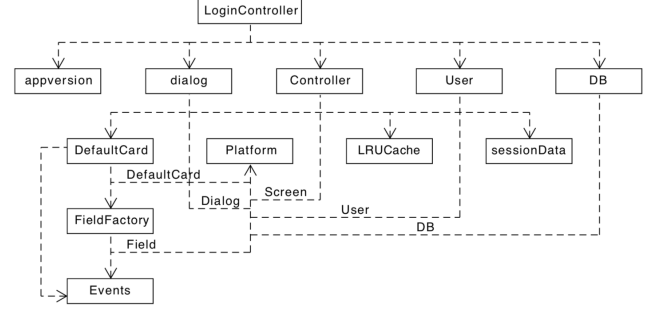 LoginController
appversion
dialog
Controller
User
DB
DefaultCard
Platform
LRUCache
sessionData
DefaultCard
Screen
Dialog
User
FieldFactory
DB
Field
Events